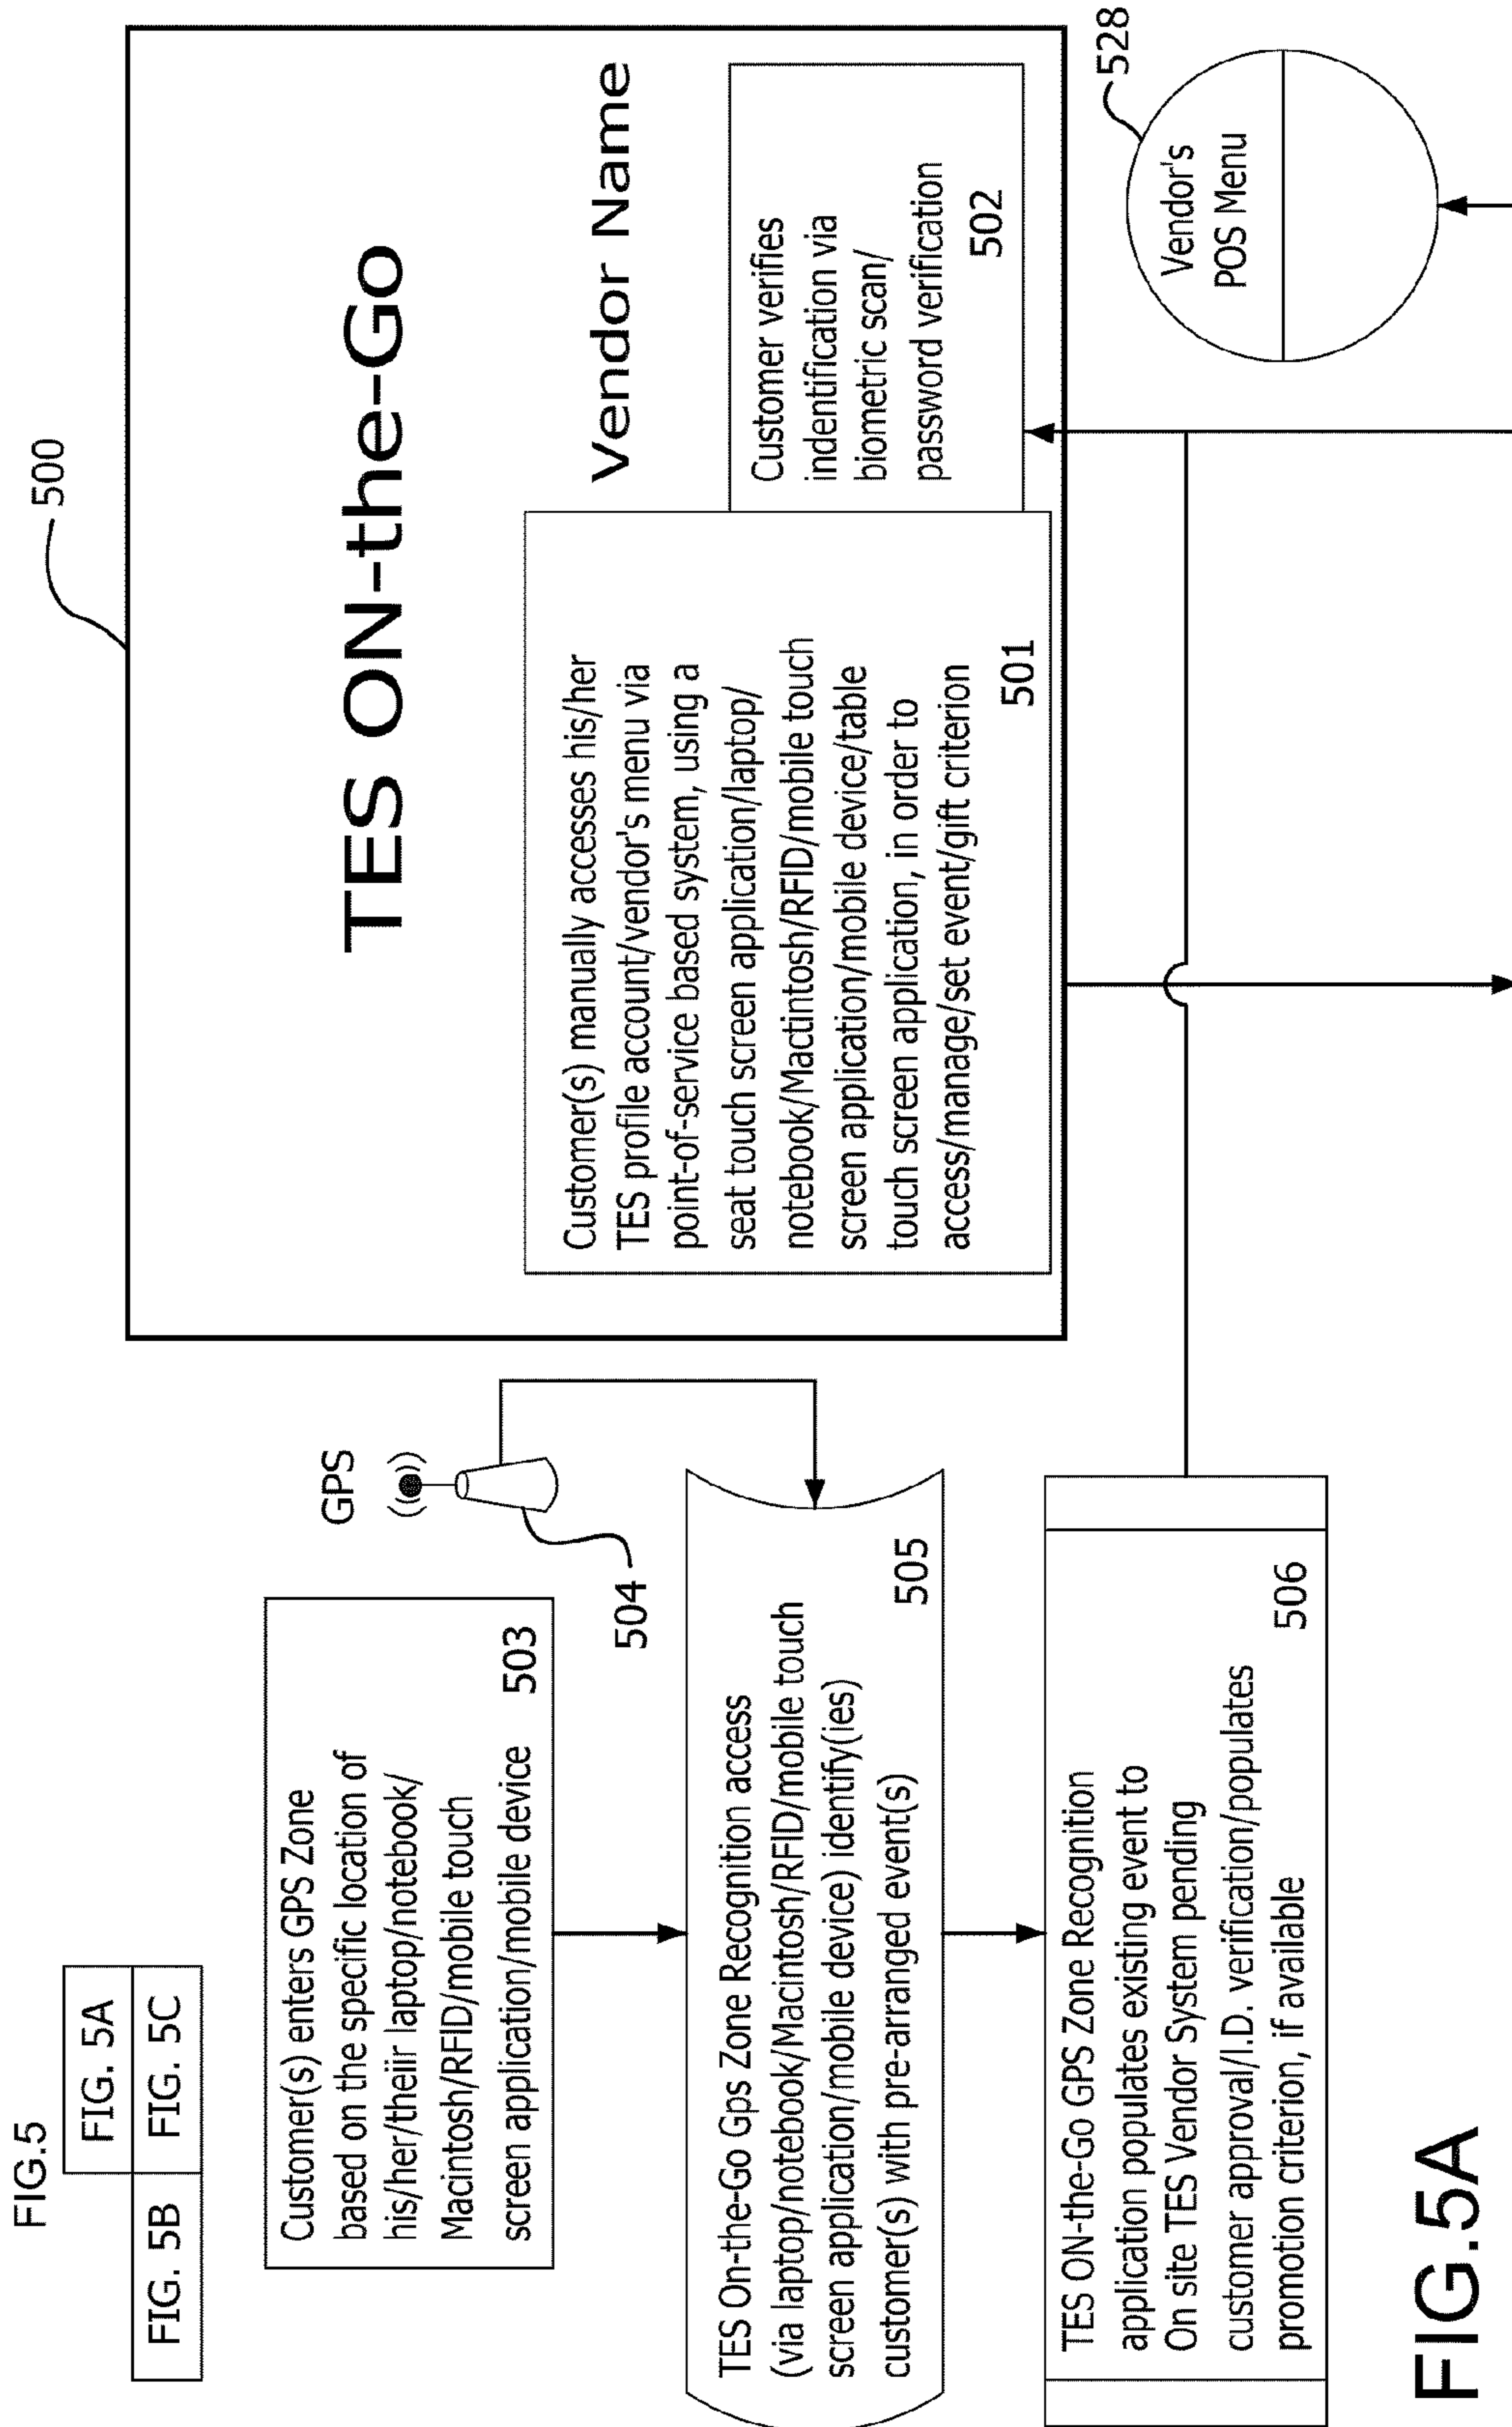 FIG.5
FIG. 5A
FIG. 5B
FIG. 5C
500
TES ON-the-Go
Vendor Name
Customer(s) manually accesses his/her
TES profile account/vendor's menu via
point-of-service based system, using a
seat touch screen application/laptop/
notebook/Mactintosh/RFID/mobile touch
screen application/mobile device/table
touch screen application, in order to
access/manage/set event/gift criterion
501
Customer verifies
indentification via
biometric scan/
password verification
502
Customer(s) enters GPS Zone
based on the specific location of
his/her/theiir laptop/notebook/
Macintosh/RFID/mobile touch
screen application/mobile device
503
GPS
504
TES On-the-Go Gps Zone Recognition access
(via laptop/notebook/Macintosh/RFID/mobile touch
screen application/mobile device) identify(ies)
customer(s) with pre-arranged event(s)
505
TES ON-the-Go GPS Zone Recognition
application populates existing event to
On site TES Vendor System pending
customer approval/I.D. verification/populates
promotion criterion, if available
506
Vendor's
POS Menu
528
FIG.5A